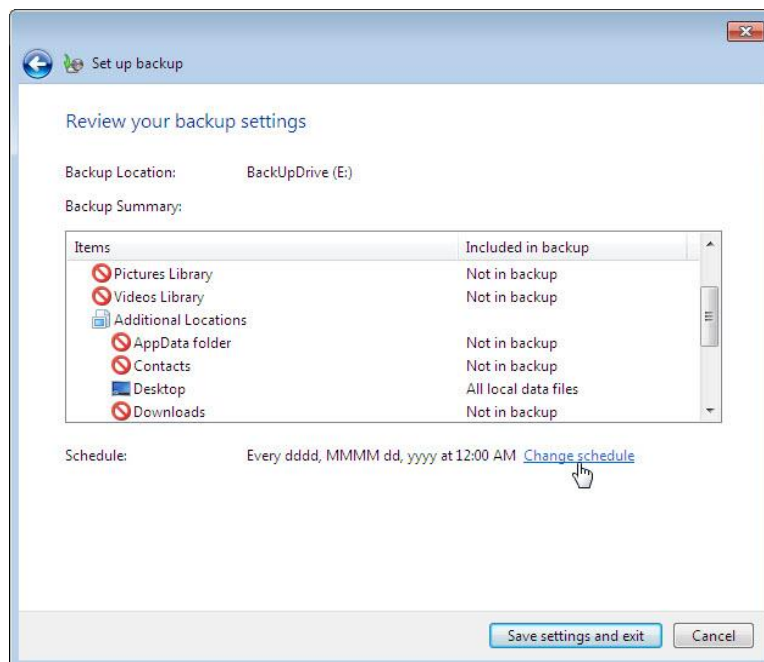 Set up backup
Review your backup settings
Backup Location: BackUpDrive (E:)
Backup Summary:
Items Included in backup
Pictures Library Not in backup
Videos Library Not in backup
Additional Locations
AppData folder Not in backup
Contacts Not in backup
Desktop All local data files
Downloads Not in backup
Schedule: Every dddd, MMMM dd, yyyy at 12:00 AM Change schedule
Save settings and exit Cancel